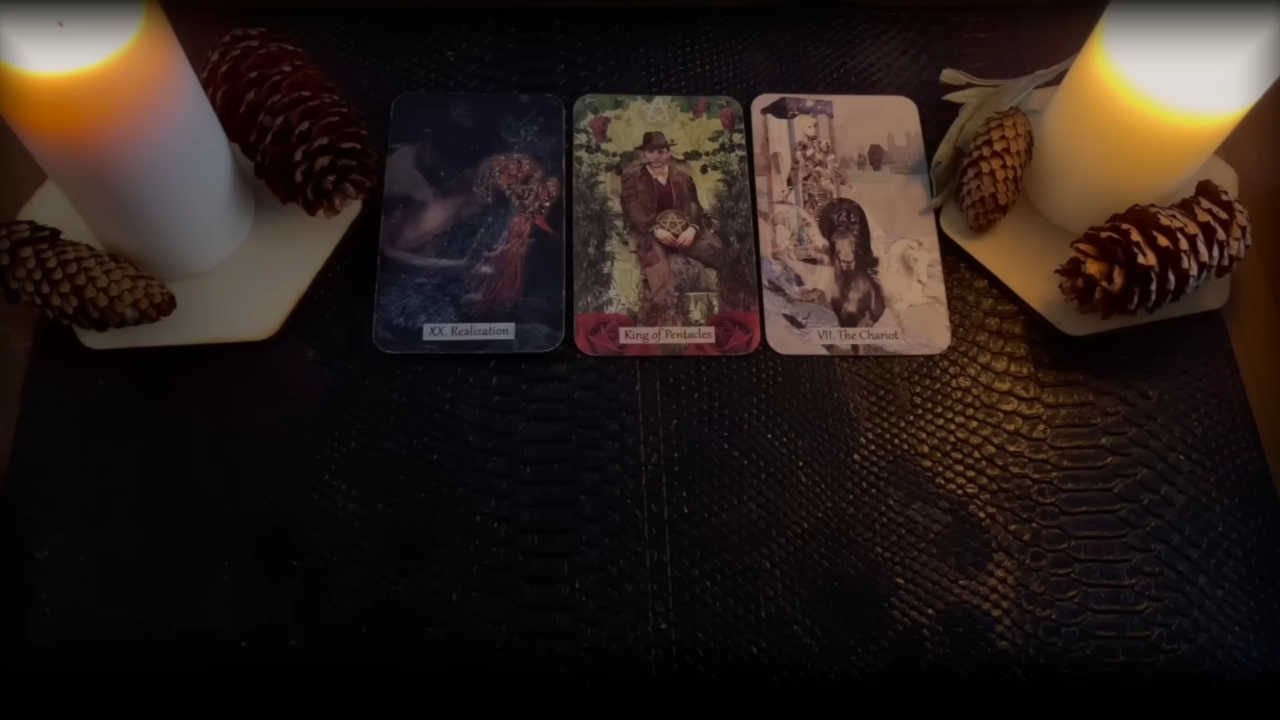 XX. Realization
King of Pentacles
VII. The Chariot